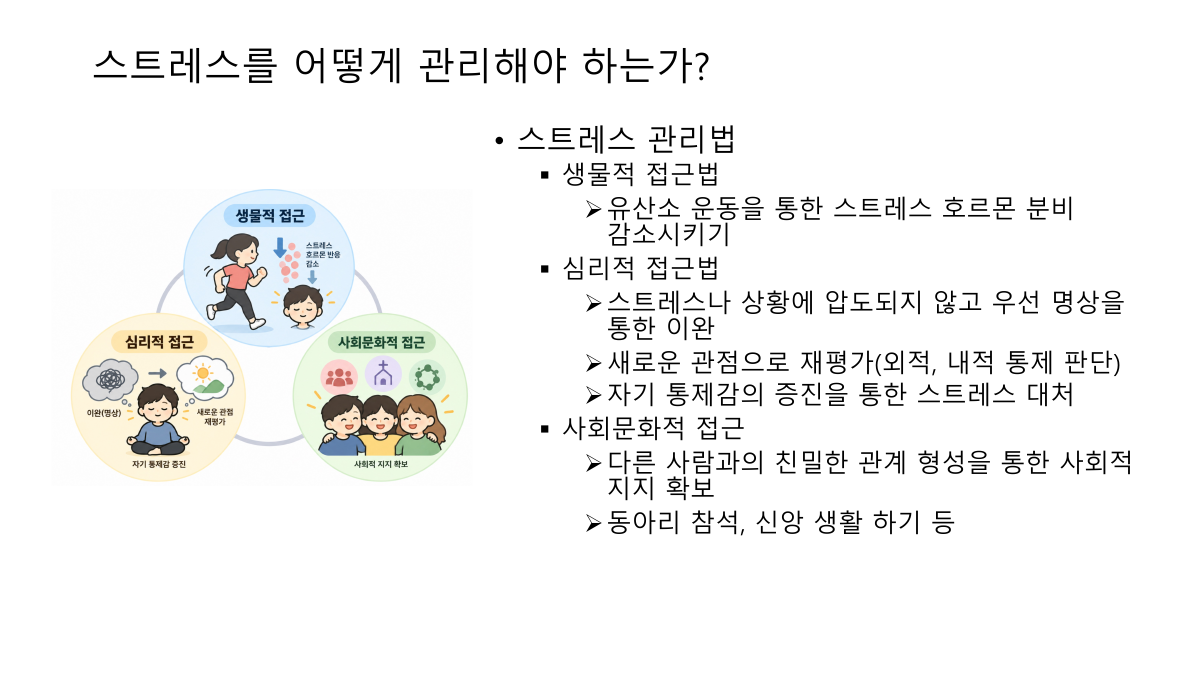 스트레스를 어떻게 관리해야 하는가?
생물적 접근
스트레스
호르몬 반응
감소
심리적 접근
이완(명상)
새로운 관점
재평가
자기 통제감 증진
사회문화적 접근
사회적 지지 확보
• 스트레스 관리법
▪ 생물적 접근법
➢유산소 운동을 통한 스트레스 호르몬 분비
감소시키기
▪ 심리적 접근법
➢스트레스나 상황에 압도되지 않고 우선 명상을
통한 이완
➢새로운 관점으로 재평가(외적, 내적 통제 판단)
➢자기 통제감의 증진을 통한 스트레스 대처
▪ 사회문화적 접근
➢다른 사람과의 친밀한 관계 형성을 통한 사회적
지지 확보
➢동아리 참석, 신앙 생활 하기 등